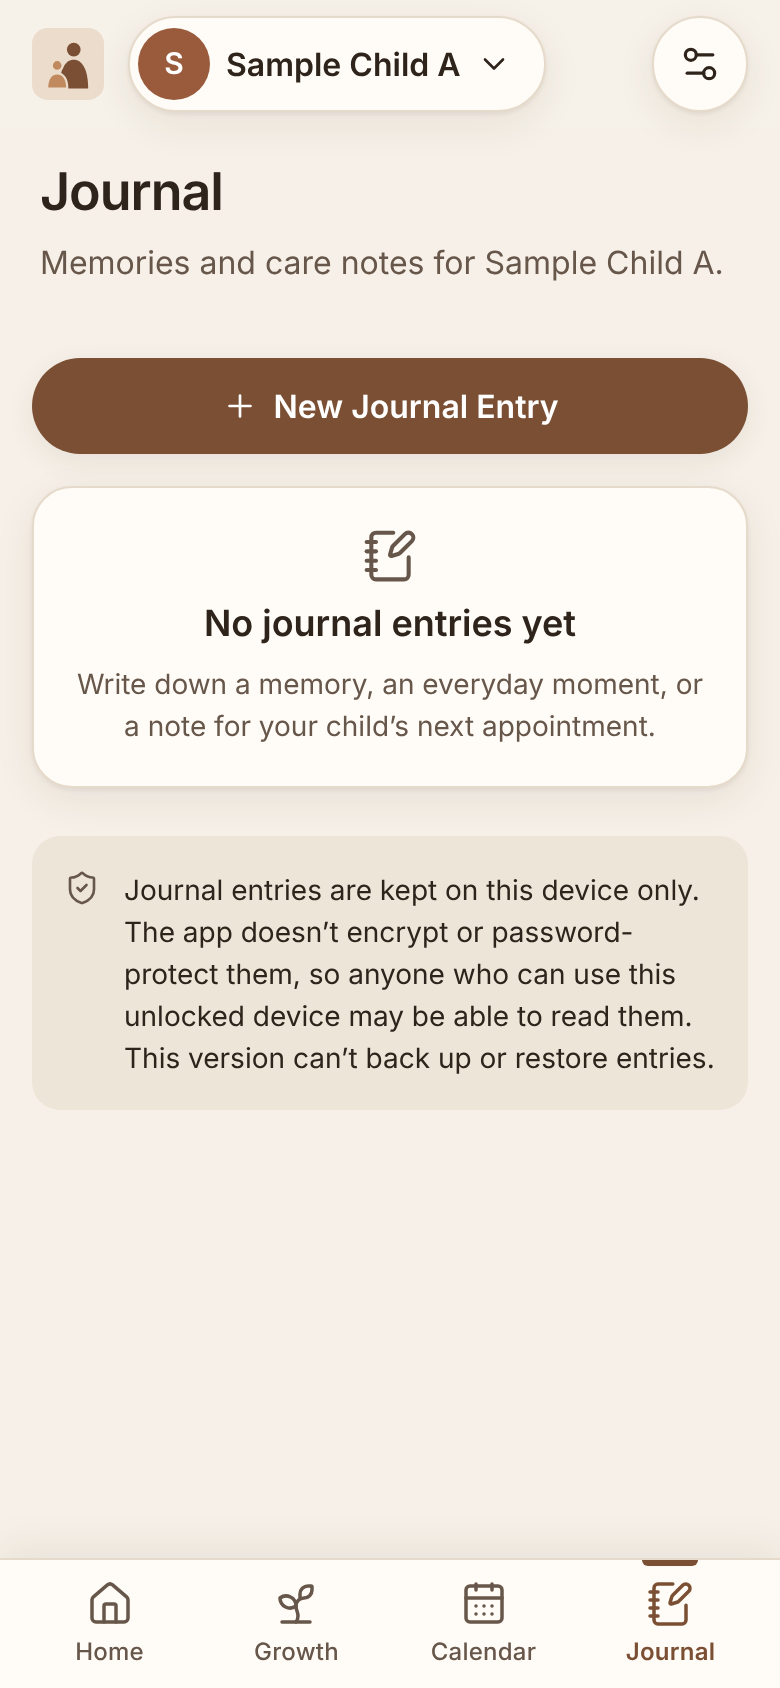 S
Sample Child A
Journal
Memories and care notes for Sample Child A.
New Journal Entry
No journal entries yet
Write down a memory, an everyday moment, or
a note for your child’s next appointment.
Journal entries are kept on this device only.
The app doesn’t encrypt or password-
protect them, so anyone who can use this
unlocked device may be able to read them.
This version can’t back up or restore entries.
Home
Growth
Calendar
Journal